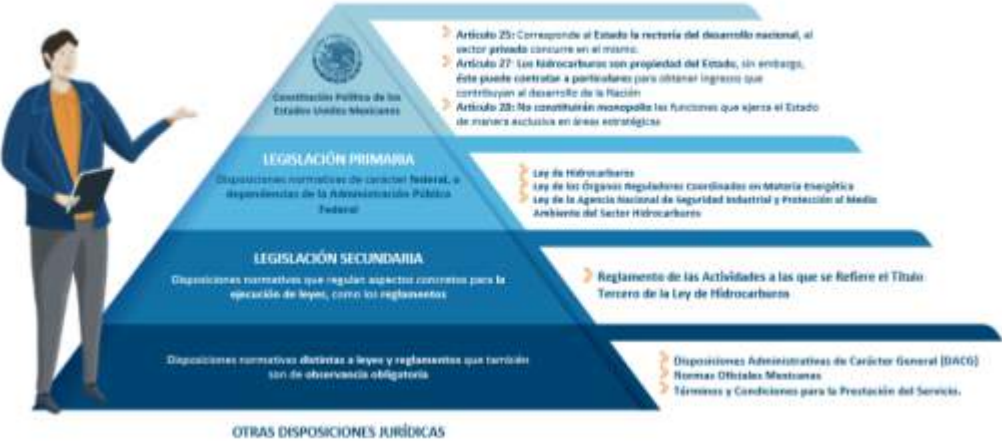 Artículo 25: Corresponde al Estado la rectoría del desarrollo nacional, el
sector privado concurre en el mismo.
Artículo 27: Los hidrocarburos son propiedad del Estado, sin embargo,
éste puede contratar a particulares para obtener ingresos que
contribuyan al desarrollo de la Nación
Artículo 28: No constituirán monopolio las funciones que ejerza el Estado
de manera exclusiva en áreas estratégicas
Constitución Política de los
Estados Unidos Mexicanos
LEGISLACIÓN PRIMARIA
Disposiciones normativas de carácter federal, o
dependencias de la Administración Pública
Federal
Ley de Hidrocarburos
Ley de los Órganos Reguladores Coordinados en Materia Energética
Ley de la Agencia Nacional de Seguridad Industrial y Protección al Medio
Ambiente del Sector Hidrocarburos
LEGISLACIÓN SECUNDARIA
Disposiciones normativas que regulan aspectos concretos para la
ejecución de leyes, como los reglamentos
Reglamento de las Actividades a las que se Refiere el Título
Tercero de la Ley de Hidrocarburos
Disposiciones normativas distintas a leyes y reglamentos que también
son de observancia obligatoria
Disposiciones Administrativas de Carácter General (DACG)
Normas Oficiales Mexicanas
Términos y Condiciones para la Prestación del Servicio.
OTRAS DISPOSICIONES JURÍDICAS